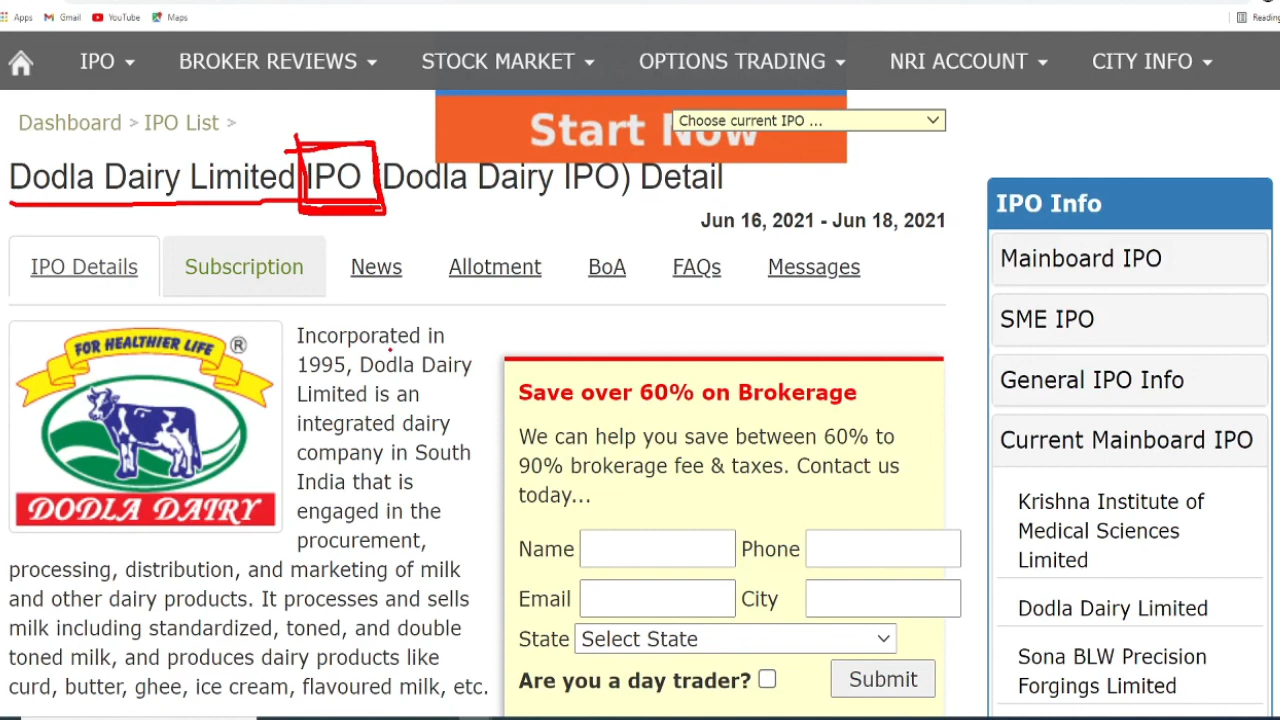 Apps Gmail YouTube Maps
Reading
IPO BROKER REVIEWS STOCK MARKET OPTIONS TRADING NRI ACCOUNT CITY INFO
Start Now
Choose current IPO ...
Dashboard > IPO List >
Dodla Dairy Limited IPO (Dodla Dairy IPO) Detail
Jun 16, 2021 - Jun 18, 2021
IPO Details Subscription News Allotment BoA FAQs Messages
FOR HEALTHIER LIFE ®
DODLA DAIRY
Incorporated in
1995, Dodla Dairy
Limited is an
integrated dairy
company in South
India that is
engaged in the
procurement,
processing, distribution, and marketing of milk
and other dairy products. It processes and sells
milk including standardized, toned, and double
toned milk, and produces dairy products like
curd, butter, ghee, ice cream, flavoured milk, etc.
Save over 60% on Brokerage
We can help you save between 60% to
90% brokerage fee & taxes. Contact us
today...
Name Phone
Email City
State Select State
Are you a day trader? Submit
IPO Info
Mainboard IPO
SME IPO
General IPO Info
Current Mainboard IPO
Krishna Institute of
Medical Sciences
Limited
Dodla Dairy Limited
Sona BLW Precision
Forgings Limited